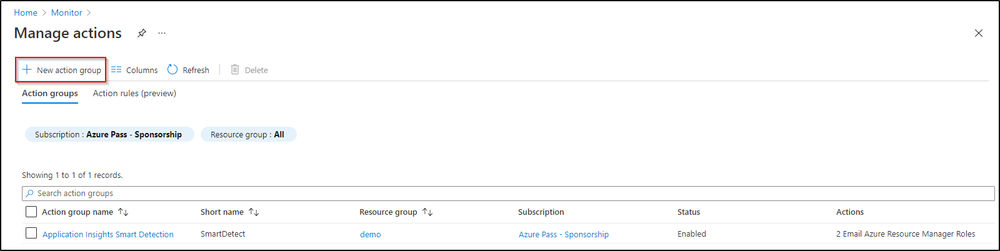 Home > Monitor >
Manage actions ...
New action group Columns Refresh Delete
Action groups Action rules (preview)
Subscription : Azure Pass - Sponsorship Resource group : All
Showing 1 to 1 of 1 records.
Search action groups
Action group name Short name Resource group Subscription Status Actions
Application Insights Smart Detection SmartDetect demo Azure Pass - Sponsorship Enabled 2 Email Azure Resource Manager Roles